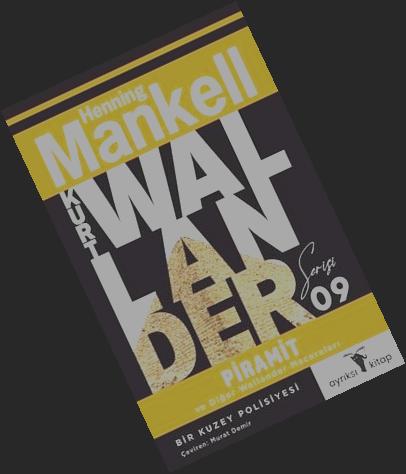 Henning
Mankell
KURT
WAL
LAN
DER
Serisi
09
PİRAMİT
ve Diğer Wallander Maceraları
BİR KUZEY POLİSİYESİ
Çeviren: Murat Demir
ayrıksı kitap